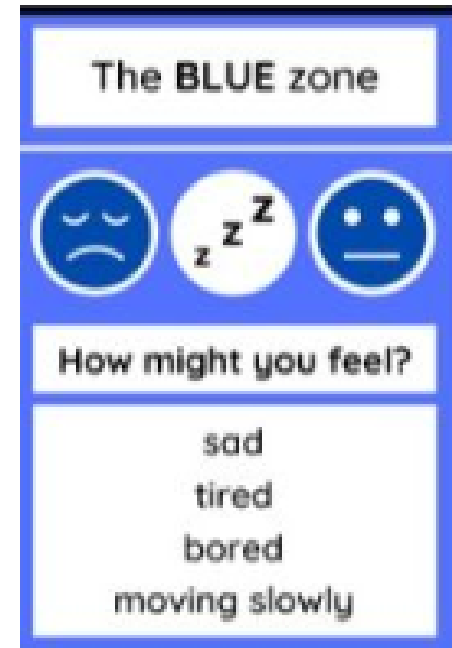 The BLUE zone
z z z
How might you feel?
sad
tired
bored
moving slowly